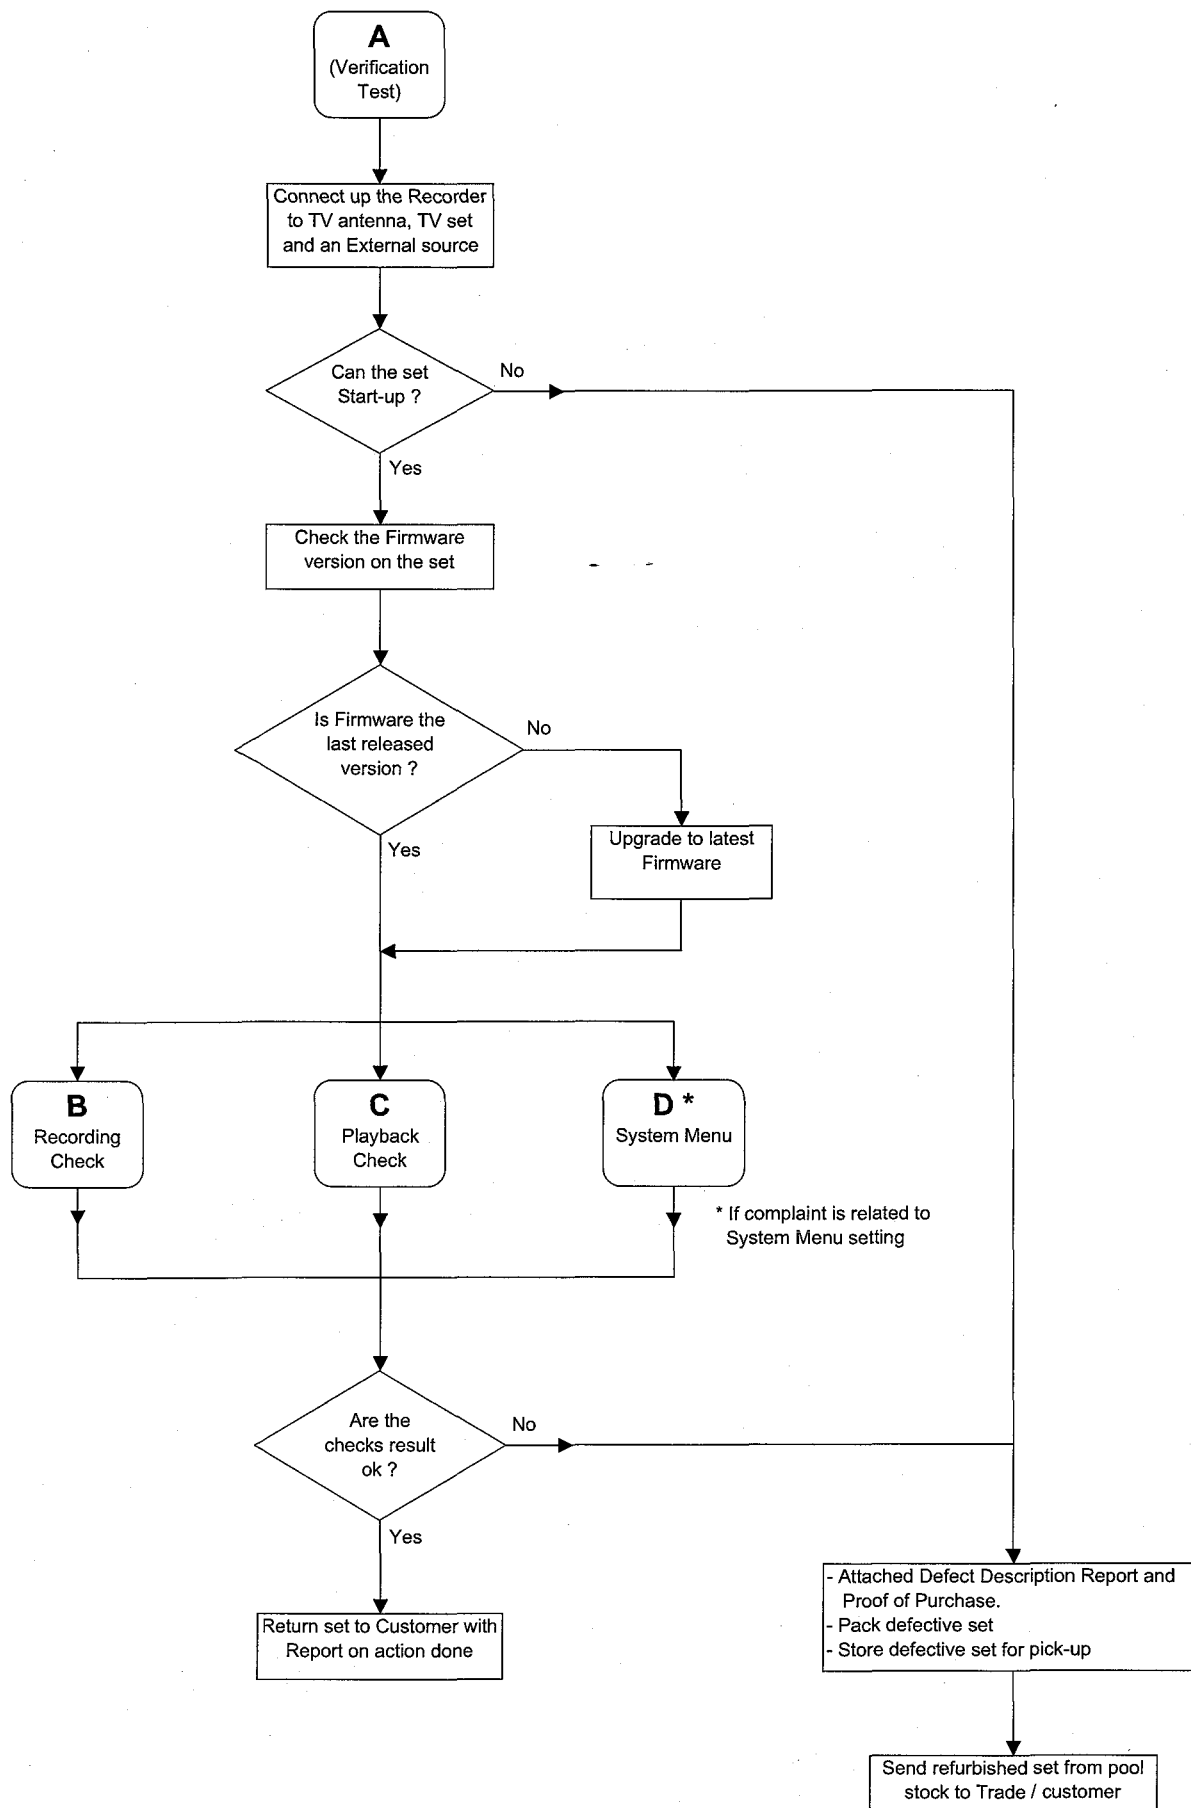 A
(Verification
Test)
Connect up the Recorder
to TV antenna, TV set
and an External source
Can the set
Start-up ?
No
Yes
Check the Firmware
version on the set
Is Firmware the
last released
version ?
No
Yes
Upgrade to latest
Firmware
B
Recording
Check
C
Playback
Check
D *
System Menu
* If complaint is related to
System Menu setting
Are the
checks result
ok ?
No
Yes
Return set to Customer with
Report on action done
- Attached Defect Description Report and
Proof of Purchase.
- Pack defective set
- Store defective set for pick-up
Send refurbished set from pool
stock to Trade / customer